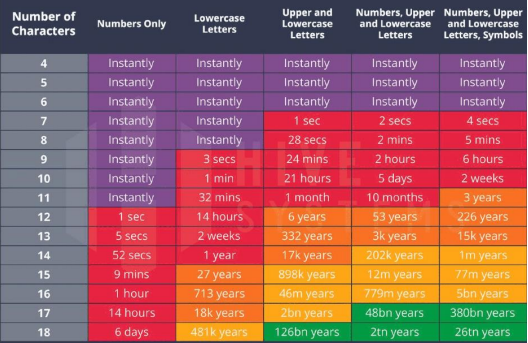 Number of Characters Numbers Only Lowercase Letters Upper and Lowercase Letters Numbers, Upper and Lowercase Letters Numbers, Upper and Lowercase Letters, Symbols
4 Instantly Instantly Instantly Instantly Instantly
5 Instantly Instantly Instantly Instantly Instantly
6 Instantly Instantly Instantly Instantly Instantly
7 Instantly Instantly 1 sec 2 secs 4 secs
8 Instantly Instantly 28 secs 2 mins 5 mins
9 Instantly 3 secs 24 mins 2 hours 6 hours
10 Instantly 1 min 21 hours 5 days 2 weeks
11 Instantly 32 mins 1 month 10 months 3 years
12 1 sec 14 hours 6 years 53 years 226 years
13 5 secs 2 weeks 332 years 3k years 15k years
14 52 secs 1 year 17k years 202k years 1m years
15 9 mins 27 years 898k years 12m years 77m years
16 1 hour 713 years 46m years 779m years 5bn years
17 14 hours 18k years 2bn years 48bn years 380bn years
18 6 days 481k years 126bn years 2tn years 26tn years
HIVE
SYSTEMS